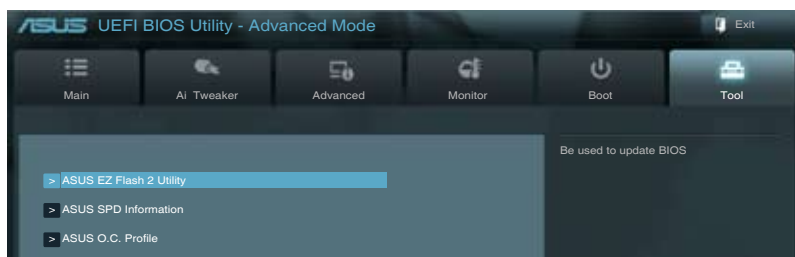 ASUS UEFI BIOS Utility - Advanced Mode
Exit
Main
Ai Tweaker
Advanced
Monitor
Boot
Tool
Be used to update BIOS
> ASUS EZ Flash 2 Utility
> ASUS SPD Information
> ASUS O.C. Profile